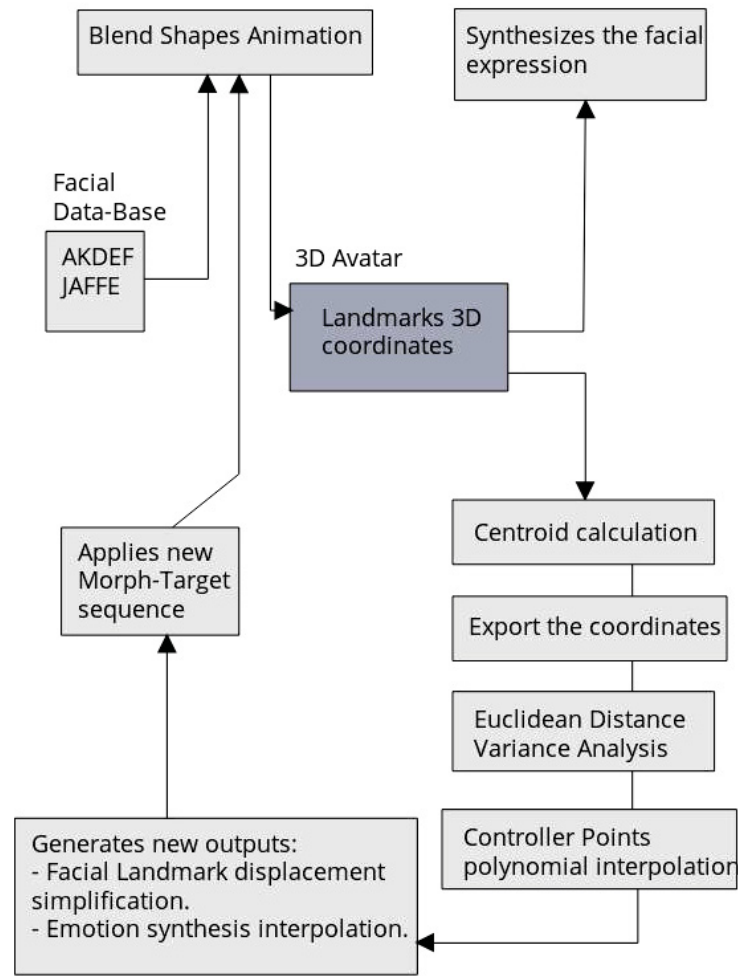 Blend Shapes Animation
Synthesizes the facial
expression
Facial
Data-Base
AKDEF
JAFFE
3D Avatar
Landmarks 3D
coordinates
Applies new
Morph-Target
sequence
Centroid calculation
Export the coordinates
Euclidean Distance
Variance Analysis
Controller Points
polynomial interpolation
Generates new outputs:
- Facial Landmark displacement
simplification.
- Emotion synthesis interpolation.